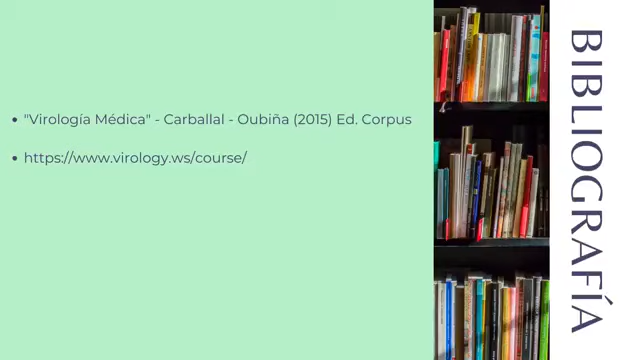 "Virología Médica" - Carballal - Oubiña (2015) Ed. Corpus
https://www.virology.ws/course/
BIBLIOGRAFÍA